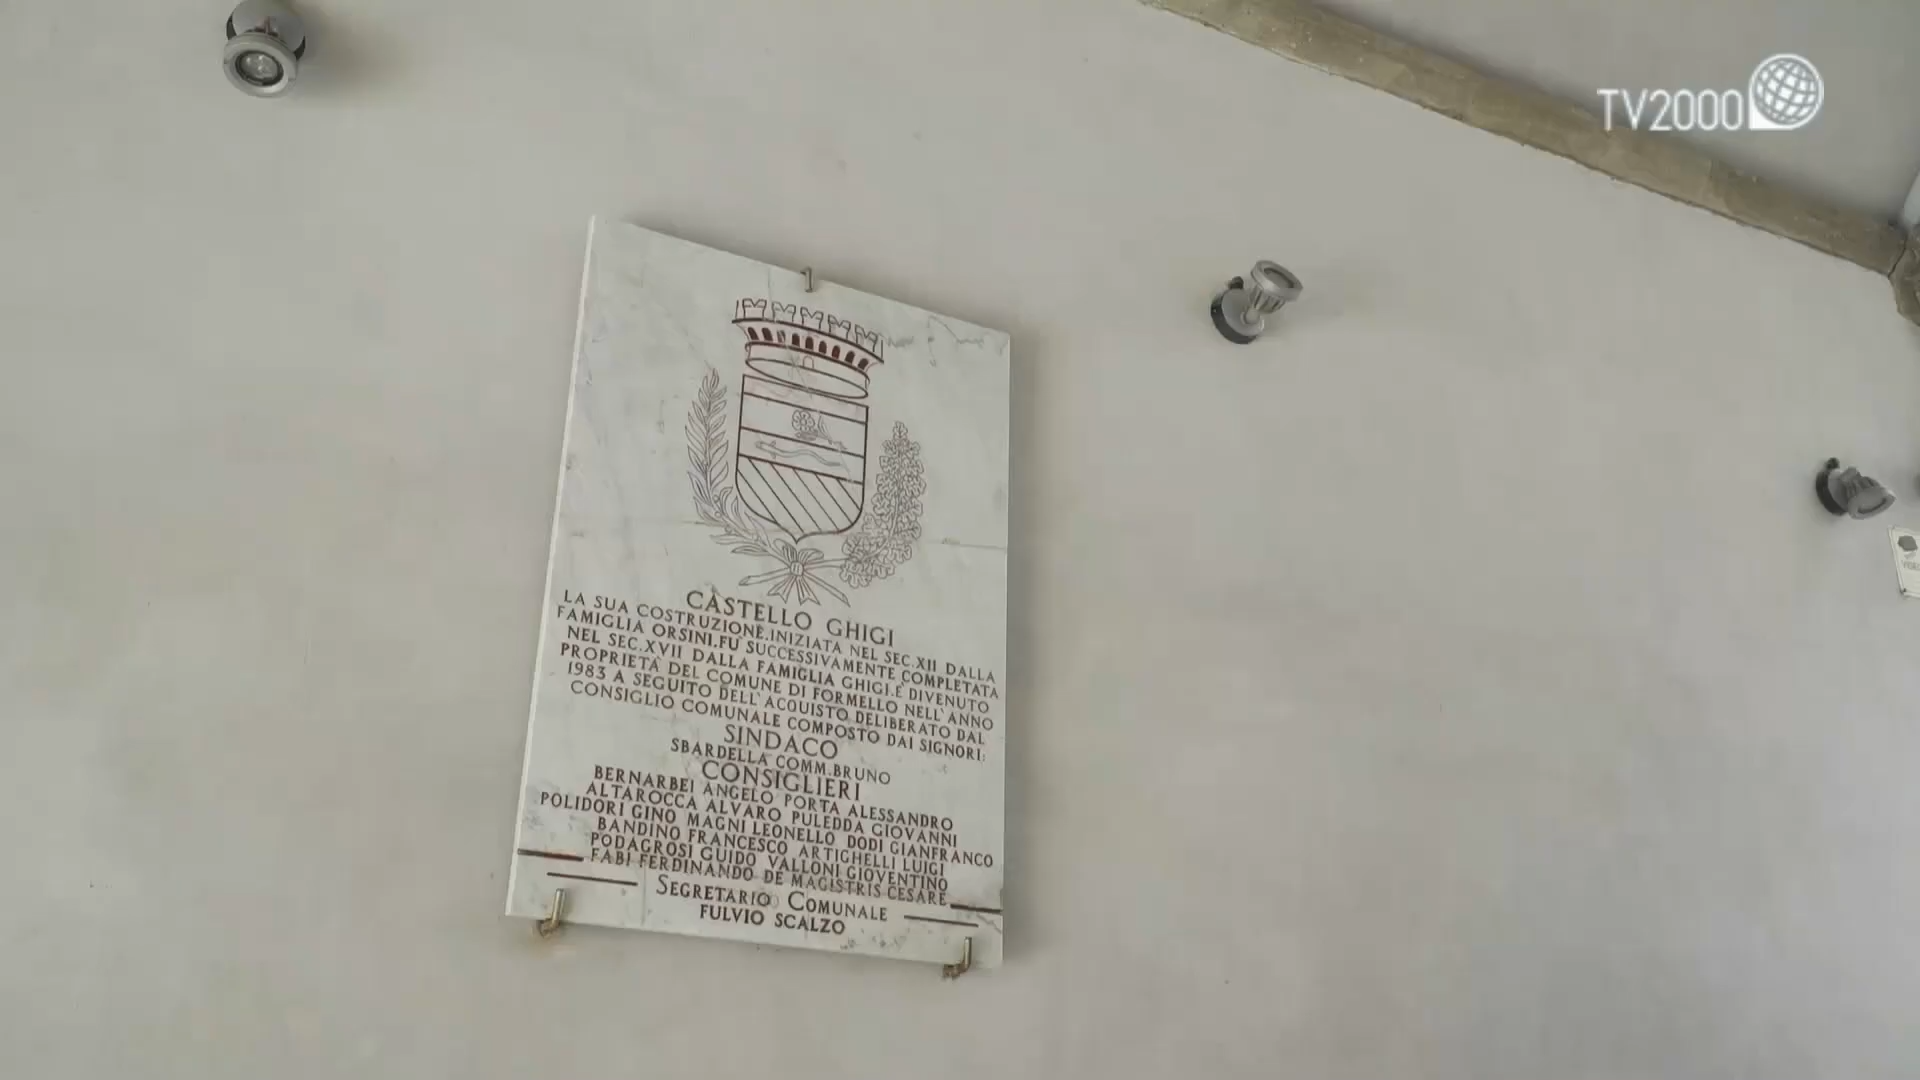 TV2000
CASTELLO GHIGI
LA SUA COSTRUZIONE.INIZIATA NEL SEC.XII DALLA
FAMIGLIA ORSINI.FU SUCCESSIVAMENTE COMPLETATA
NEL SEC.XVII DALLA FAMIGLIA GHIGI.È DIVENUTO
PROPRIETÀ DEL COMUNE DI FORMELLO NELL'ANNO
1983 A SEGUITO DELL'ACQUISTO DELIBERATO DAL
CONSIGLIO COMUNALE COMPOSTO DAI SIGNORI:
SINDACO
SBARDELLA COMM.BRUNO
CONSIGLIERI
BERNARBEI ANGELO PORTA ALESSANDRO
ALTAROCCA ALVARO PULEDDA GIOVANNI
POLIDORI GINO MAGNI LEONELLO DODI GIANFRANCO
BANDINO FRANCESCO ARTIGHELLI LUIGI
PODAGROSI GUIDO VALLONI GIOVENTINO
FABI FERDINANDO DE MAGISTRIS CESARE
SEGRETARIO COMUNALE
FULVIO SCALZO